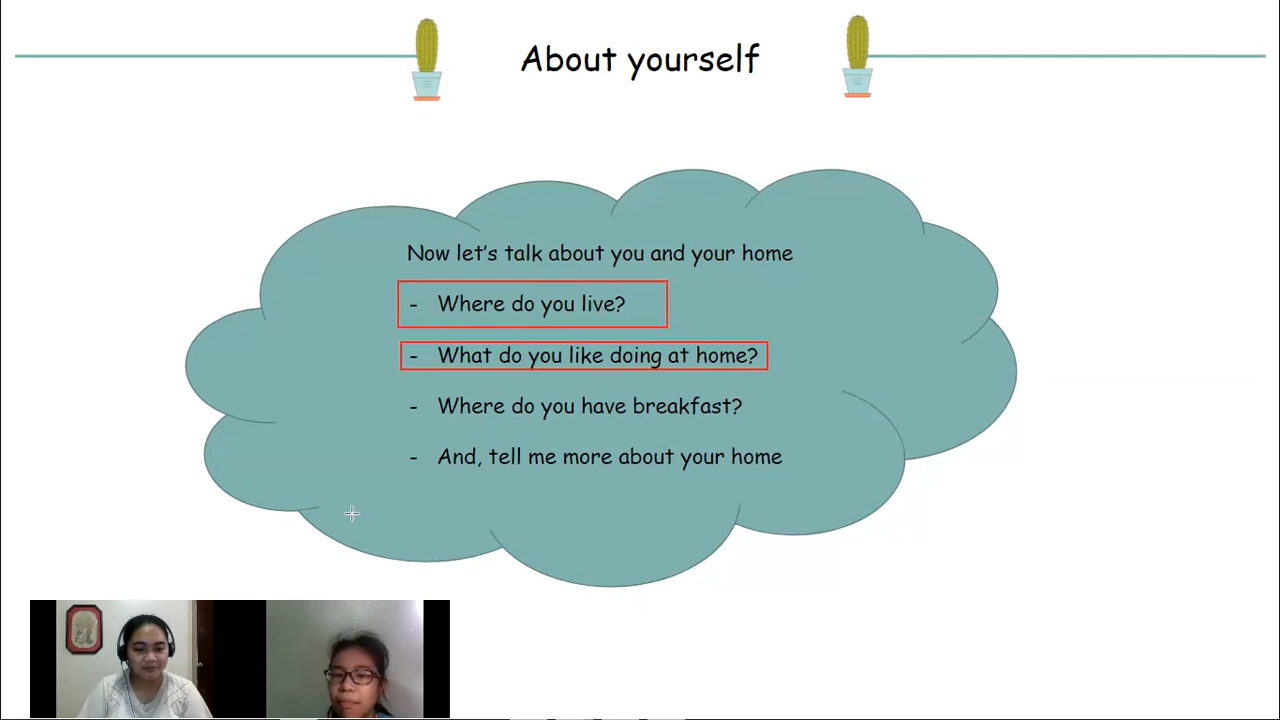 About yourself
Now let's talk about you and your home
- Where do you live?
- What do you like doing at home?
- Where do you have breakfast?
- And, tell me more about your home